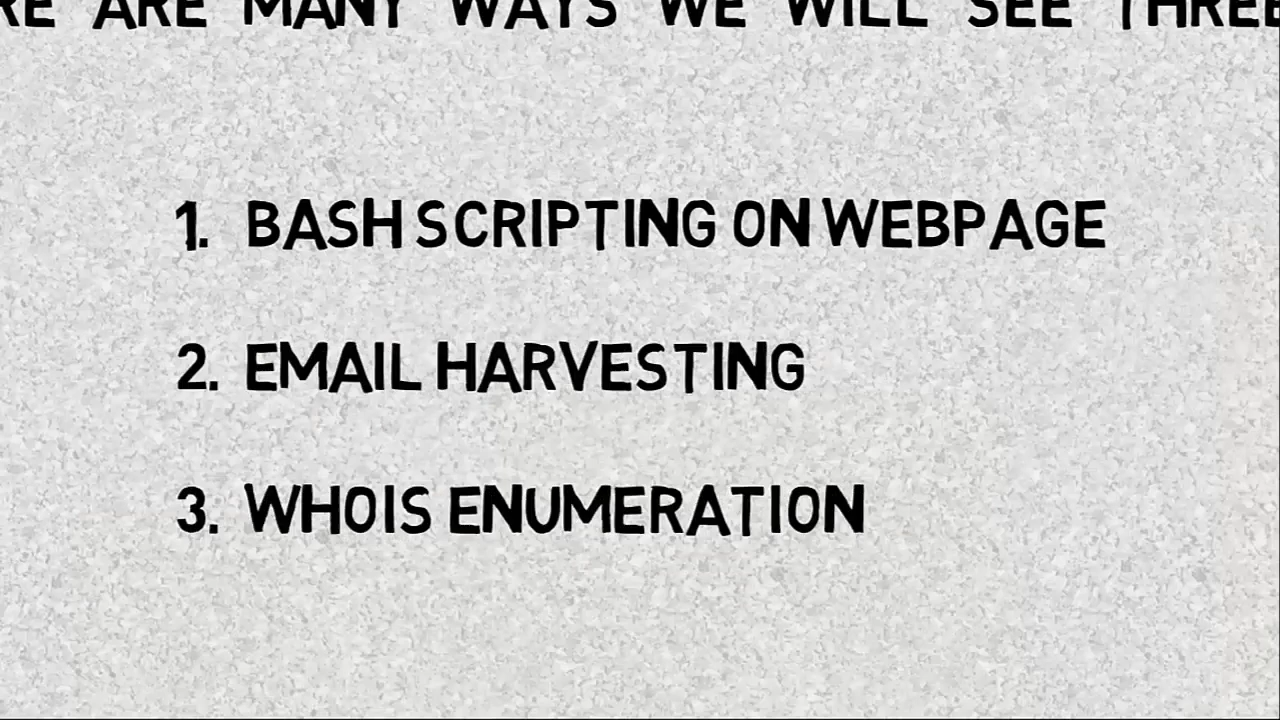 RE ARE MANY WAYS WE WILL SEE THREE
1. BASH SCRIPTING ON WEBPAGE
2. EMAIL HARVESTING
3. WHOIS ENUMERATION